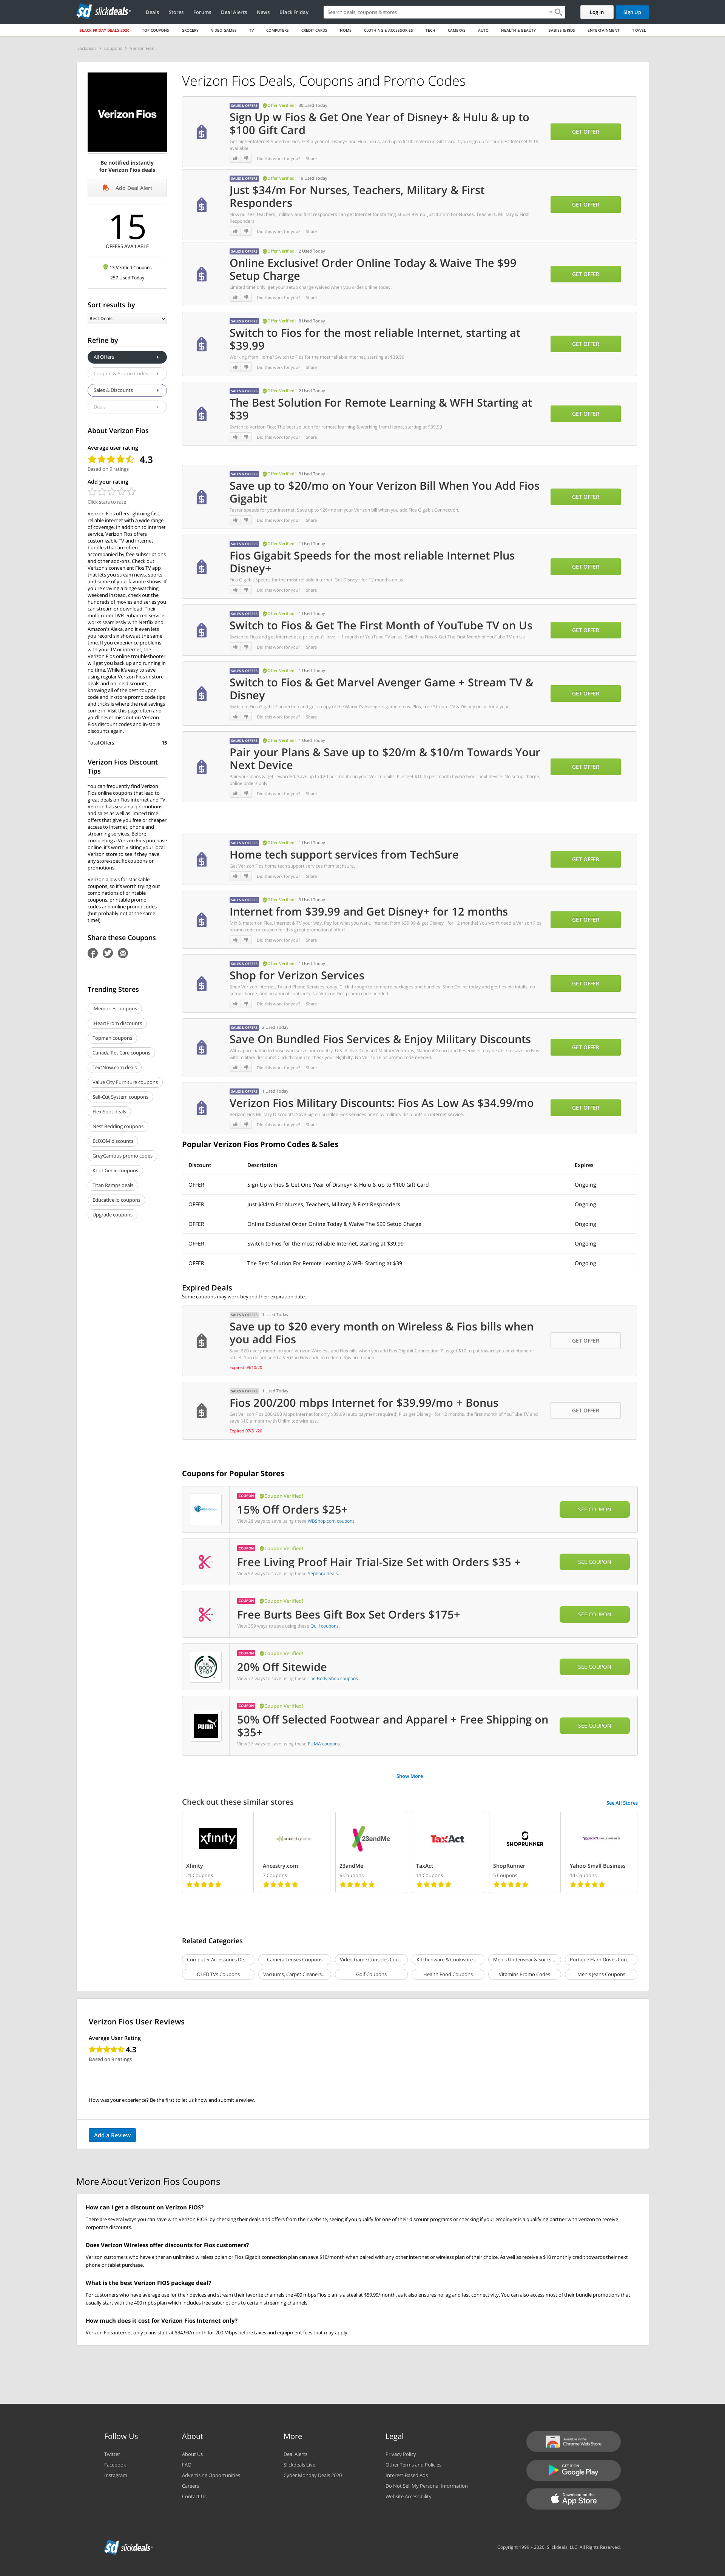 sd slickdeals
Deals Stores Forums Deal Alerts News Black Friday
Search deals, coupons & stores
Log In
Sign Up
BLACK FRIDAY DEALS 2020 TOP COUPONS GROCERY VIDEO GAMES TV COMPUTERS CREDIT CARDS HOME CLOTHING & ACCESSORIES TECH CAMERAS AUTO HEALTH & BEAUTY BABIES & KIDS ENTERTAINMENT TRAVEL
Slickdeals > Coupons > Verizon Fios
Verizon Fios
Be notified instantly
for Verizon Fios deals
Add Deal Alert
15
OFFERS AVAILABLE
13 Verified Coupons
257 Used Today
Sort results by
Best Deals
Refine by
All Offers
Coupon & Promo Codes
Sales & Discounts
Deals
About Verizon Fios
Average user rating
4.3
Based on 9 ratings
Add your rating
Click stars to rate
Verizon Fios offers lightning fast,
reliable internet with a wide range
of coverage. In addition to internet
service, Verizon Fios offers
customizable TV and internet
bundles that are often
accompanied by free subscriptions
and other add-ons. Check out
Verizon's convenient Fios TV app
that lets you stream news, sports
and some of your favorite shows. If
you're craving a binge-watching
weekend instead, check out the
hundreds of movies and series you
can stream or download. Their
multi-room DVR-enhanced service
works seamlessly with Netflix and
Amazon's Alexa, and it even lets
you record six shows at the same
time. If you experience problems
with your TV or internet, the
Verizon Fios online troubleshooter
will get you back up and running in
no time. While it's easy to save
using regular Verizon Fios in-store
deals and online discounts,
knowing all of the best coupon
code and in-store promo code tips
and tricks is where the real savings
come in. Visit this page often and
you'll never miss out on Verizon
Fios discount codes and in-store
discounts again.
Total Offers 15
Verizon Fios Discount
Tips
You can frequently find Verizon
Fios online coupons that lead to
great deals on Fios internet and TV.
Verizon has seasonal promotions
and sales as well as limited time
offers that give you free or cheaper
access to internet, phone and
streaming services. Before
completing a Verizon Fios purchase
online, it's worth visiting your local
Verizon store to see if they have
any store-specific coupons or
promotions.
Verizon allows for stackable
coupons, so it's worth trying out
combinations of printable
coupons, printable promo
codes and online promo codes
(but probably not at the same
time!)
Share these Coupons
Trending Stores
iMemories coupons
iHeartProm discounts
Topman coupons
Canada Pet Care coupons
TextNow.com deals
Value City Furniture coupons
Self-Cut System coupons
FlexiSpot deals
Nest Bedding coupons
BUXOM discounts
GreyCampus promo codes
Knot Genie coupons
Titan Ramps deals
Educative.io coupons
Upgrade coupons
Verizon Fios Deals, Coupons and Promo Codes
SALES & OFFERS Offer Verified! 30 Used Today
Sign Up w Fios & Get One Year of Disney+ & Hulu & up to
$100 Gift Card
Get higher Internet Speed on Fios. Get a year of Disney+ and Hulu on us, and up to $100 in Verizon Gift Card if you sign up for our best Internet & TV
available.
Did this work for you? · Share
GET OFFER
SALES & OFFERS Offer Verified! 19 Used Today
Just $34/m For Nurses, Teachers, Military & First
Responders
Now nurses, teachers, military and first responders can get Internet for starting at $56.99/mo. Just $34/m For Nurses, Teachers, Military & First
Responders
Did this work for you? · Share
GET OFFER
SALES & OFFERS Offer Verified! 2 Used Today
Online Exclusive! Order Online Today & Waive The $99
Setup Charge
Limited time only, get your setup charge waived when you order online today.
Did this work for you? · Share
GET OFFER
SALES & OFFERS Offer Verified! 8 Used Today
Switch to Fios for the most reliable Internet, starting at
$39.99
Working from Home? Switch to Fios for the most reliable Internet, starting at $39.99.
Did this work for you? · Share
GET OFFER
SALES & OFFERS Offer Verified! 2 Used Today
The Best Solution For Remote Learning & WFH Starting at
$39
Switch to Verizon Fios: The best solution for remote learning & working from Home, starting at $39.99
Did this work for you? · Share
GET OFFER
SALES & OFFERS Offer Verified! 3 Used Today
Save up to $20/mo on Your Verizon Bill When You Add Fios
Gigabit
Faster speeds for your Internet. Save up to $20/mo on your Verizon bill when you add Fios Gigabit Connection.
Did this work for you? · Share
GET OFFER
SALES & OFFERS Offer Verified! 1 Used Today
Fios Gigabit Speeds for the most reliable Internet Plus
Disney+
Fios Gigabit Speeds for the most reliable Internet. Get Disney+ for 12 months on us.
Did this work for you? · Share
GET OFFER
SALES & OFFERS Offer Verified! 1 Used Today
Switch to Fios & Get The First Month of YouTube TV on Us
Switch to Fios and get Internet at a price you'll love. + 1 month of YouTube TV on us. Switch to Fios & Get The First Month of YouTube TV on Us
Did this work for you? · Share
GET OFFER
SALES & OFFERS Offer Verified! 1 Used Today
Switch to Fios & Get Marvel Avenger Game + Stream TV &
Disney
Switch to Fios Gigabit Connection and get a copy of the Marvel's Avengers game on us. Plus, free Stream TV & Disney on us for a year.
Did this work for you? · Share
GET OFFER
SALES & OFFERS Offer Verified! 1 Used Today
Pair your Plans & Save up to $20/m & $10/m Towards Your
Next Device
Pair your plans & get rewarded. Save up to $20 per month on your Verizon bills. Plus get $10 to per month toward your next device. No setup charge,
online orders only!
Did this work for you? · Share
GET OFFER
SALES & OFFERS Offer Verified! 1 Used Today
Home tech support services from TechSure
Get Verizon Fios home tech support services from techsure.
Did this work for you? · Share
GET OFFER
SALES & OFFERS Offer Verified! 3 Used Today
Internet from $39.99 and Get Disney+ for 12 months
Mix & match on Fios. Internet & TV your way. Pay for what you want. Internet from $39.99 & get Disney+ for 12 months! You won't need a Verizon Fios
promo code or coupon for this great promotional offer!
Did this work for you? · Share
GET OFFER
SALES & OFFERS Offer Verified! 1 Used Today
Shop for Verizon Services
Shop Verizon Internet, Tv and Phone Services today. Click through to compare packages and bundles. Shop Online today and get flexible intalls, no
setup charge, and no annual contracts. No Verizon Fios promo code needed.
Did this work for you? · Share
GET OFFER
SALES & OFFERS 2 Used Today
Save On Bundled Fios Services & Enjoy Military Discounts
With appreciation to those who serve our country. U.S. Active Duty and Military Veterans, National Guard and Reservists may be able to save on Fios
with military discounts.Click through to check your eligibility. No Verizon Fios promo code needed.
Did this work for you? · Share
GET OFFER
SALES & OFFERS 1 Used Today
Verizon Fios Military Discounts: Fios As Low As $34.99/mo
Verizon Fios Military Discounts: Save big on bundled Fios services or enjoy military discounts on internet service.
Did this work for you? · Share
GET OFFER
Popular Verizon Fios Promo Codes & Sales
Discount Description Expires
OFFER Sign Up w Fios & Get One Year of Disney+ & Hulu & up to $100 Gift Card Ongoing
OFFER Just $34/m For Nurses, Teachers, Military & First Responders Ongoing
OFFER Online Exclusive! Order Online Today & Waive The $99 Setup Charge Ongoing
OFFER Switch to Fios for the most reliable Internet, starting at $39.99 Ongoing
OFFER The Best Solution For Remote Learning & WFH Starting at $39 Ongoing
Expired Deals
Some coupons may work beyond their expiration date.
SALES & OFFERS 1 Used Today
Save up to $20 every month on Wireless & Fios bills when
you add Fios
Save $20 every month on your Verizon Wireless and Fios bills when you add Fios Gigabit Connection. Plus get $10 to put toward you next phone or
tablet. You do not need a Verizon Fios code to redeem this promotion.
Expired 09/10/20
GET OFFER
SALES & OFFERS 1 Used Today
Fios 200/200 mbps Internet for $39.99/mo + Bonus
Get Verizon Fios 200/200 Mbps Internet for only $39.99 (auto payment required) Plus get Disney+ for 12 months, the first month of YouTube TV and
save $10 a month with Unlimited wireless.
Expired 07/31/20
GET OFFER
Coupons for Popular Stores
COUPON Coupon Verified!
15% Off Orders $25+
View 28 ways to save using these WBShop.com coupons.
SEE COUPON
COUPON Coupon Verified!
Free Living Proof Hair Trial-Size Set with Orders $35 +
View 52 ways to save using these Sephora deals.
SEE COUPON
COUPON Coupon Verified!
Free Burts Bees Gift Box Set Orders $175+
View 559 ways to save using these Quill coupons.
SEE COUPON
THE BODY SHOP
COUPON Coupon Verified!
20% Off Sitewide
View 77 ways to save using these The Body Shop coupons.
SEE COUPON
PUMA
COUPON Coupon Verified!
50% Off Selected Footwear and Apparel + Free Shipping on
$35+
View 37 ways to save using these PUMA coupons.
SEE COUPON
Show More
Check out these similar stores
See All Stores
xfinity ancestry.com 23andMe TaxAct SHOPRUNNER YAHOO! SMALL BUSINESS
Xfinity Ancestry.com 23andMe TaxAct ShopRunner Yahoo Small Business
21 Coupons 7 Coupons 6 Coupons 11 Coupons 5 Coupons 14 Coupons
Related Categories
Computer Accessories De... Camera Lenses Coupons Video Game Consoles Cou... Kitchenware & Cookware ... Men's Underwear & Socks... Portable Hard Drives Cou...
OLED TVs Coupons Vacuums, Carpet Cleaners... Golf Coupons Health Food Coupons Vitamins Promo Codes Men's Jeans Coupons
Verizon Fios User Reviews
Average User Rating
4.3
Based on 9 ratings
How was your experience? Be the first to let us know and submit a review.
Add a Review
More About Verizon Fios Coupons
How can I get a discount on Verizon FIOS?
There are several ways you can save with Verizon FIOS: by checking their deals and offers from their website, seeing if you qualify for one of their discount programs or checking if your employer is a qualifying partner with verizon to receive
corporate discounts.
Does Verizon Wireless offer discounts for Fios customers?
Verizon customers who have either an unlimited wireless pplan or Fios Gigabit connection plan can save $10/month when paired with any other internet or wireless plan of their choice. As well as receive a $10 monthly credit towards their next
phone or tablet purchase.
What is the best Verizon FIOS package deal?
For customers who have average use for their devices and stream their favorite channels the 400 mbps Fios plan is a steal at $59.99/month, as it also ensures no lag and fast connectivity. You can also access most of their bundle promotions that
usually start with the 400 mpbs plan which includes free subscriptions to certain streaming channels.
How much does it cost for Verizon Fios Internet only?
Verizon Fios internet only plans start at $34.99/month for 200 Mbps before taxes and equipment fees that may apply.
Follow Us
Twitter
Facebook
Instagram
About
About Us
FAQ
Advertising Opportunities
Careers
Contact Us
More
Deal Alerts
Slickdeals Live
Cyber Monday Deals 2020
Legal
Privacy Policy
Other Terms and Policies
Interest-Based Ads
Do Not Sell My Personal Information
Website Accessibility
Available in the
Chrome Web Store
GET IT ON
Google Play
Download on the
App Store
sd slickdeals
Copyright 1999 – 2020. Slickdeals, LLC. All Rights Reserved.